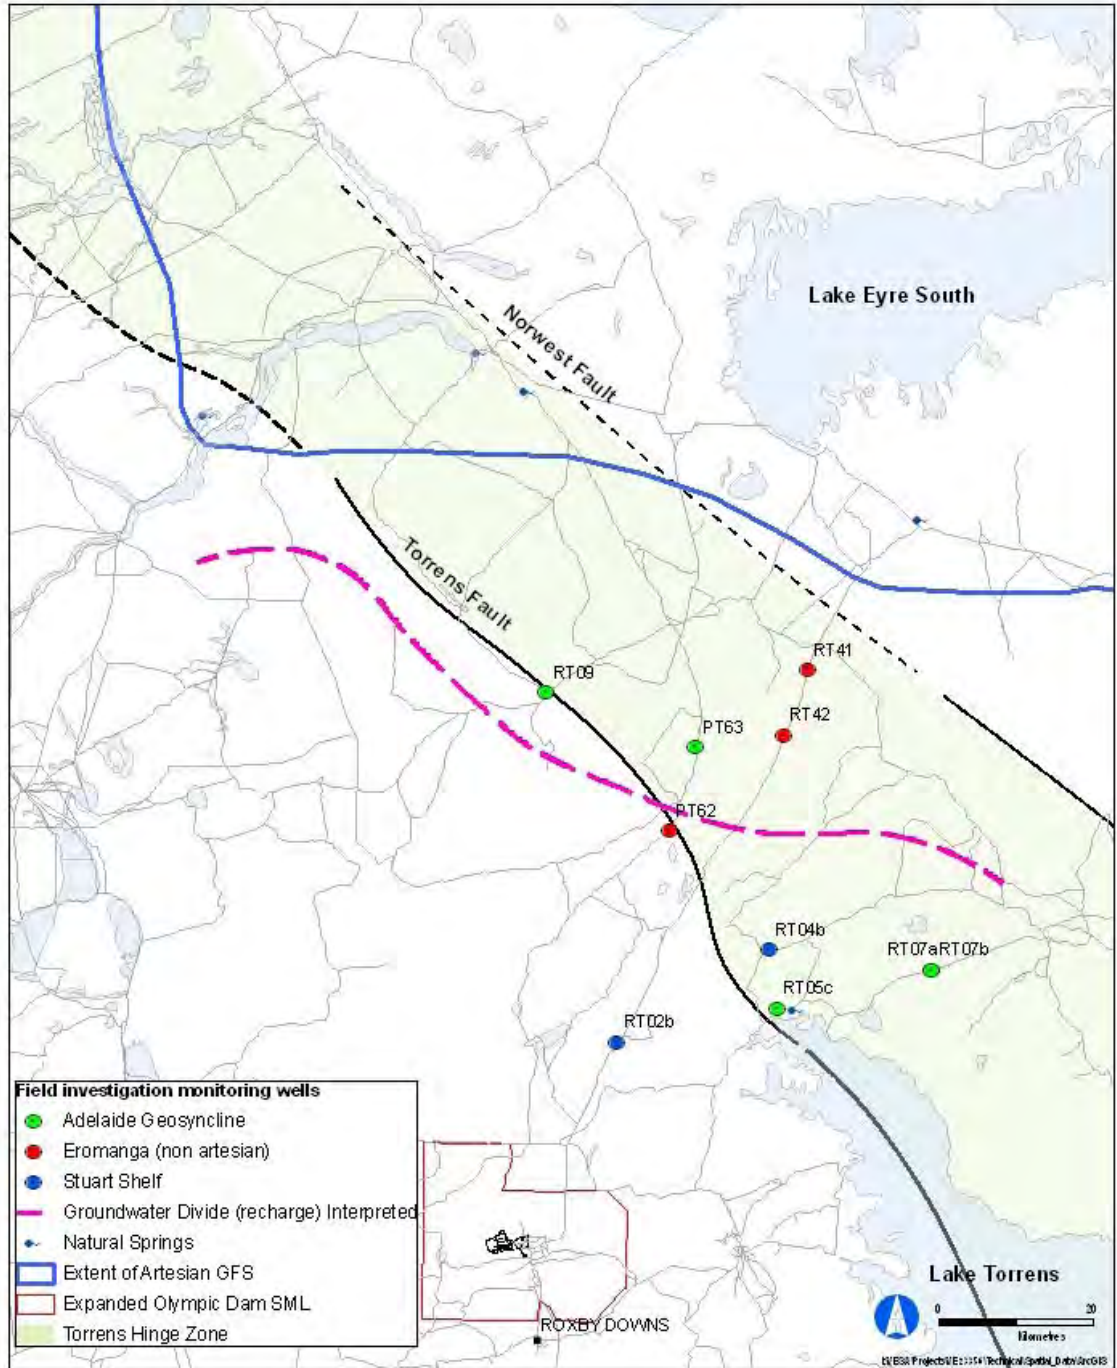 Lake Eyre South
Norwest Fault
Torrens Fault
RT41
RT09
RT42
PT63
PT62
RT04b
RT07aRT07b
RT05c
RT02b
Field investigation monitoring wells
Adelaide Geosyncline
Eromanga (non artesian)
Stuart Shelf
Groundwater Divide (recharge) Interpreted
Natural Springs
Extent of Artesian GFS
Expanded Olympic Dam SML
Torrens Hinge Zone
ROXBY DOWNS
Lake Torrens
0 20
Kilometres